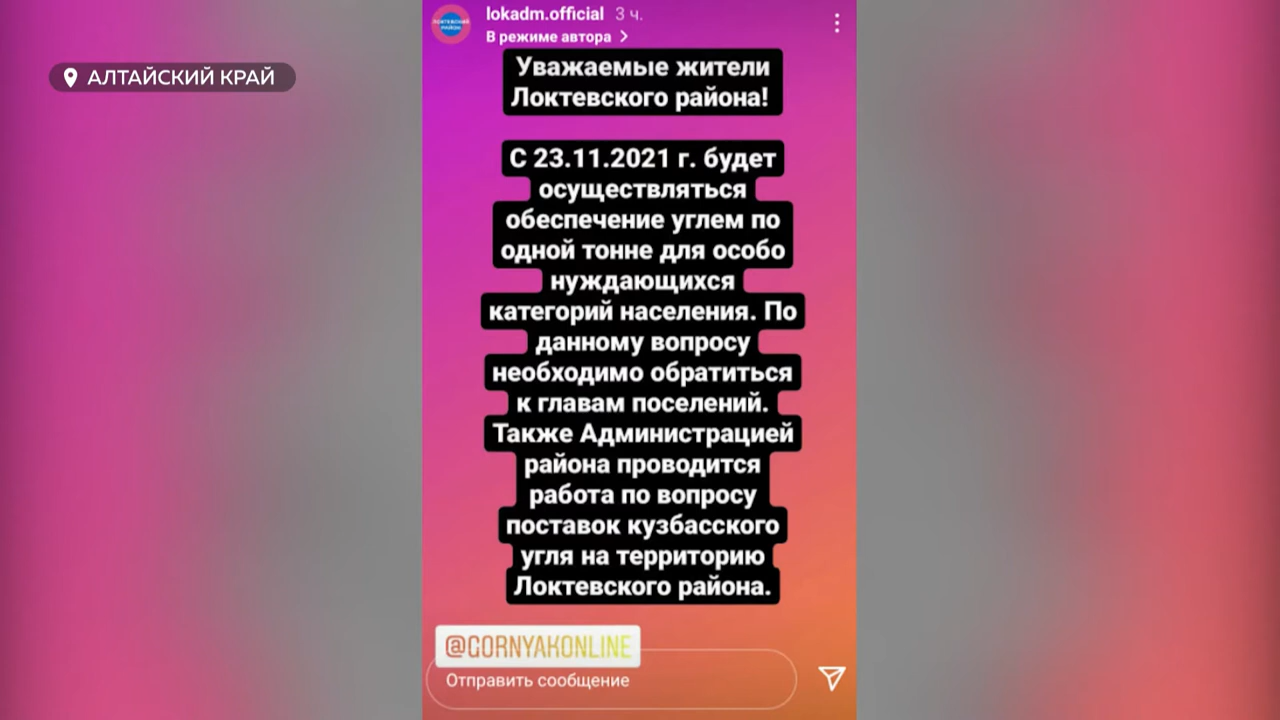 АЛТАЙСКИЙ КРАЙ
ЛОКТЕВСКИЙ
РАЙОН
lokadm.official 3 ч.
В режиме автора
Уважаемые жители
Локтевского района!
С 23.11.2021 г. будет
осуществляться
обеспечение углем по
одной тонне для особо
нуждающихся
категорий населения. По
данному вопросу
необходимо обратиться
к главам поселений.
Также Администрацией
района проводится
работа по вопросу
поставок кузбасского
угля на территорию
Локтевского района.
@GORNYAKONLINE
Отправить сообщение